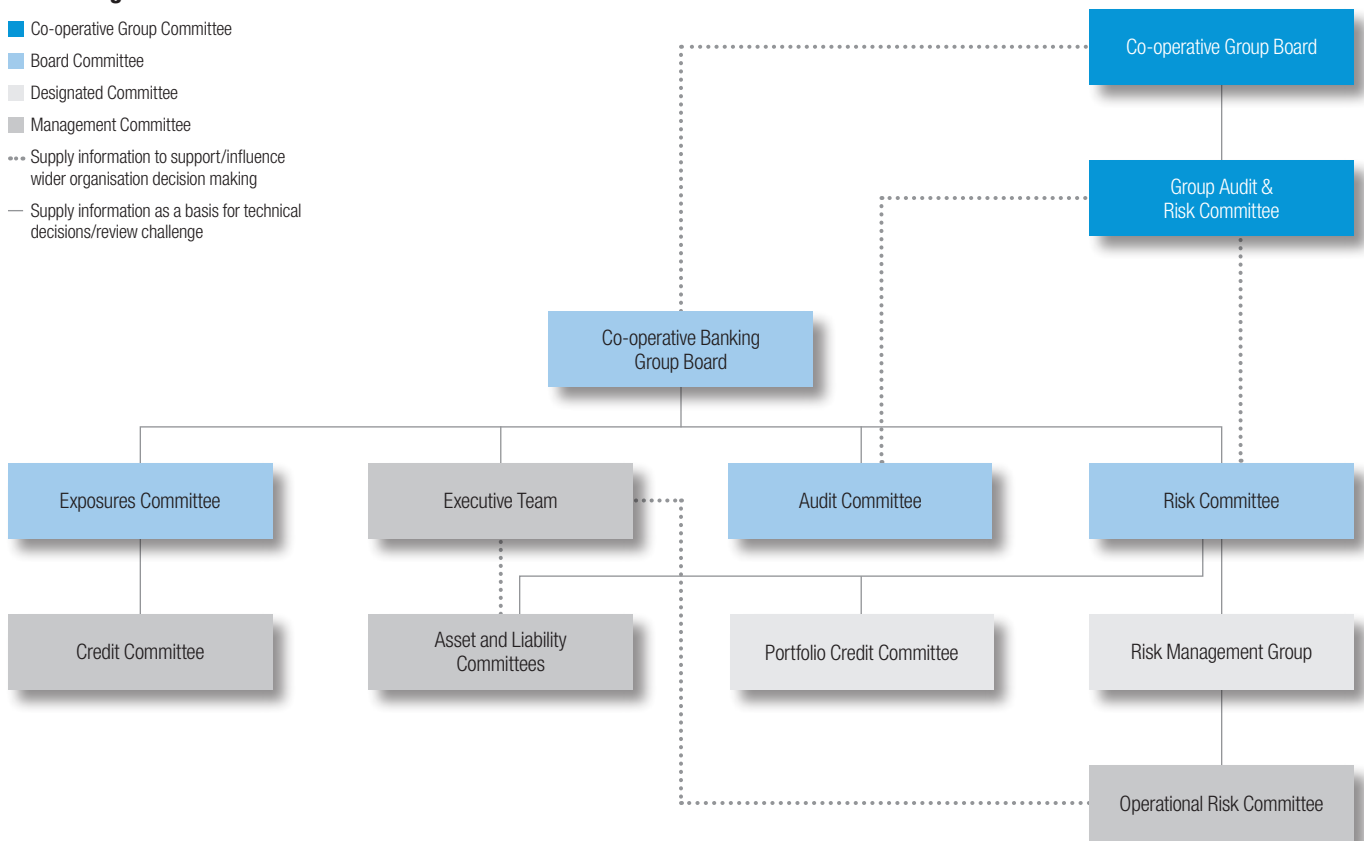 Co-operative Group Committee
Board Committee
Designated Committee
Management Committee
Supply information to support/influence
wider organisation decision making
Supply information as a basis for technical
decisions/review challenge
Co-operative Group Board
Group Audit &
Risk Committee
Co-operative Banking
Group Board
Exposures Committee
Executive Team
Audit Committee
Risk Committee
Credit Committee
Asset and Liability
Committees
Portfolio Credit Committee
Risk Management Group
Operational Risk Committee